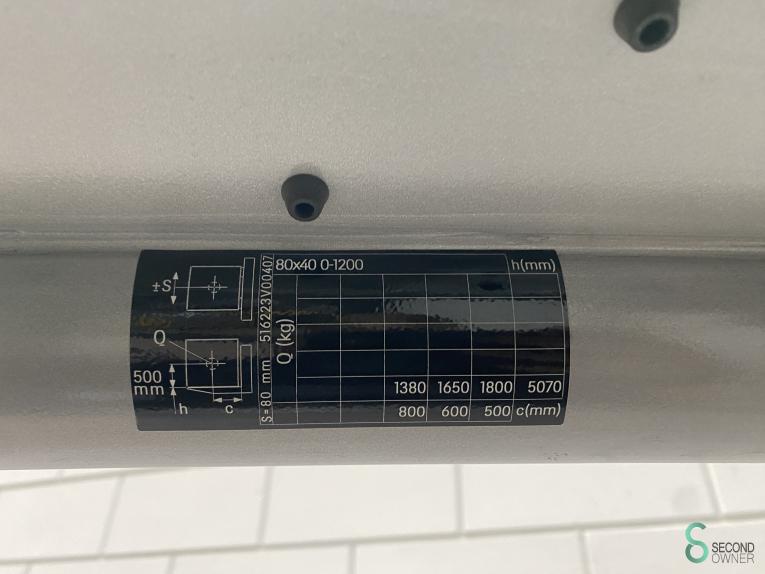 80x40 0-1200 h(mm)
±S
Q
500
mm
h
c
S=80 mm 516223V00407
Q (kg)
1380 1650 1800 5070
800 600 500 c(mm)
SECOND
OWNER